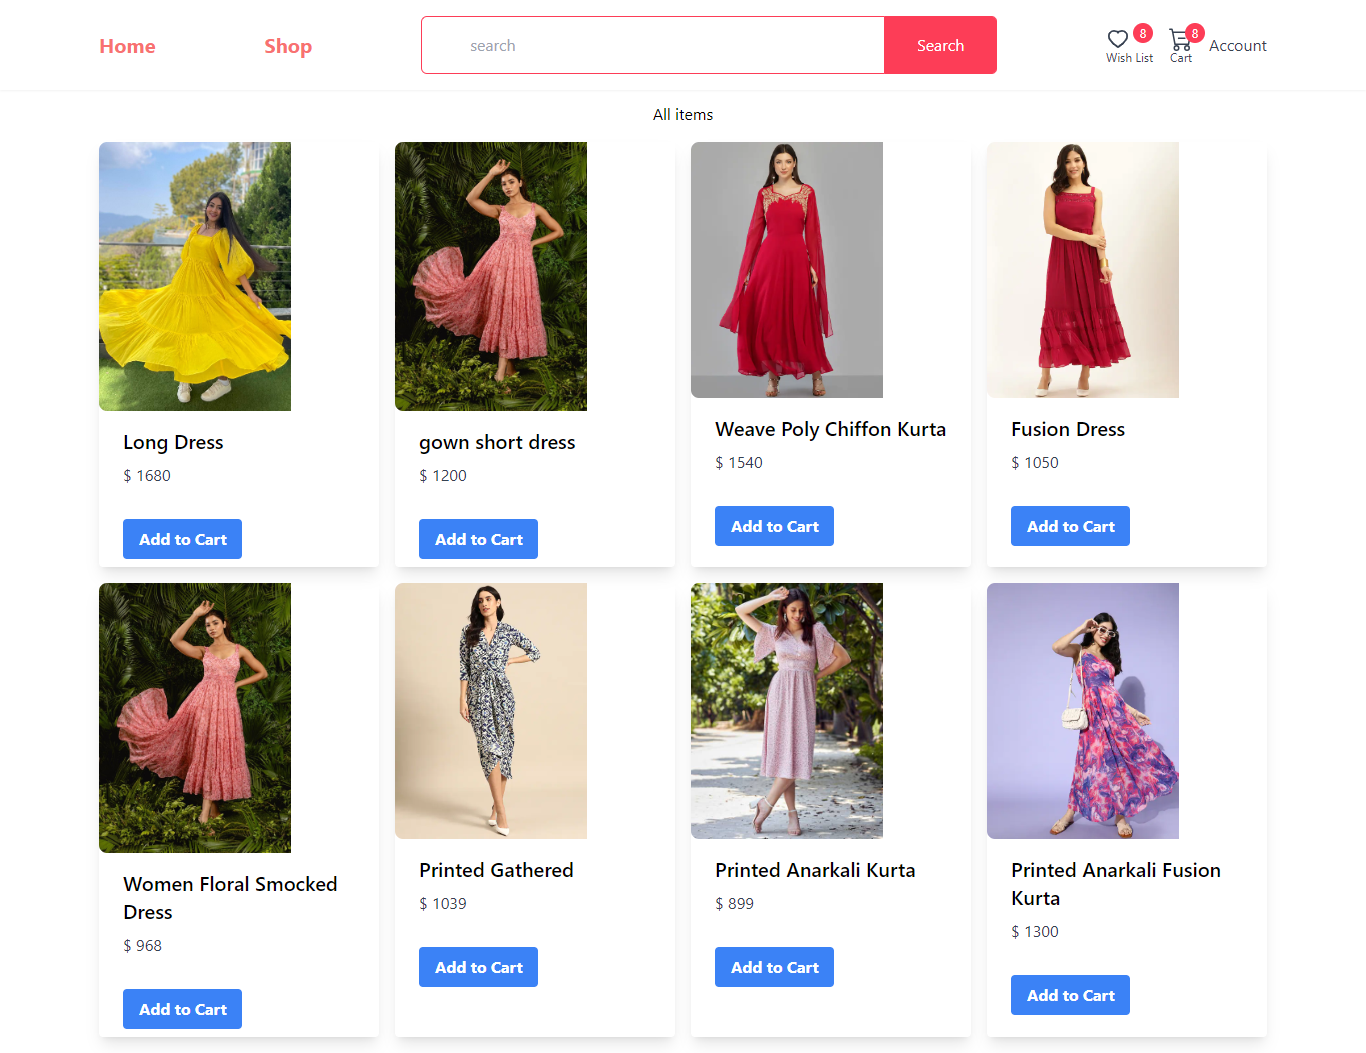 Home
Shop
search
Search
8
Wish List
8
Cart
Account
All items
Long Dress
$ 1680
Add to Cart
gown short dress
$ 1200
Add to Cart
Weave Poly Chiffon Kurta
$ 1540
Add to Cart
Fusion Dress
$ 1050
Add to Cart
Women Floral Smocked
Dress
$ 968
Add to Cart
Printed Gathered
$ 1039
Add to Cart
Printed Anarkali Kurta
$ 899
Add to Cart
Printed Anarkali Fusion
Kurta
$ 1300
Add to Cart